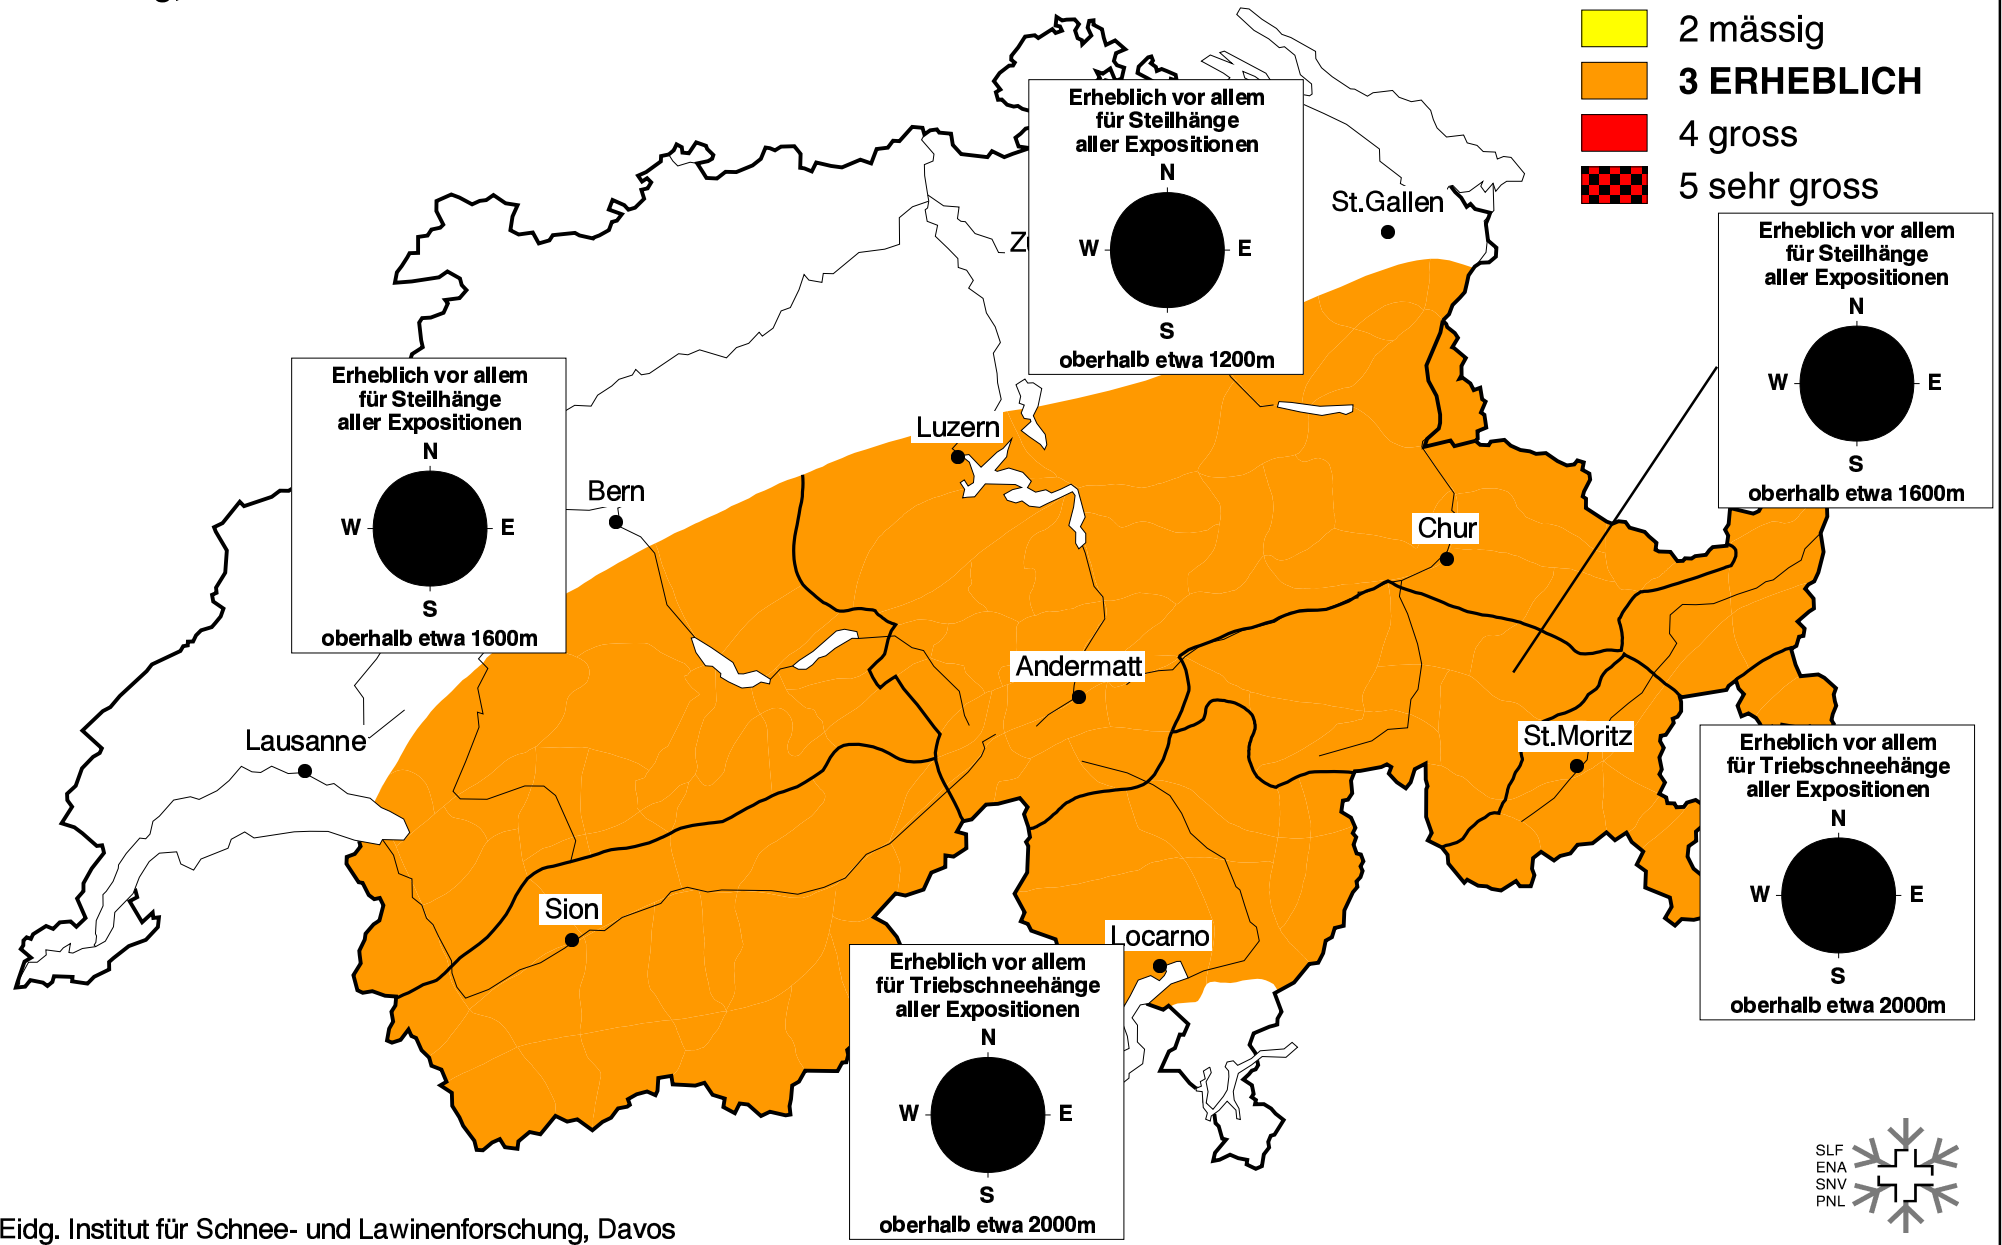 2 mässig
3 ERHEBLICH
4 gross
5 sehr gross
Erheblich vor allem
für Steilhänge
aller Expositionen
N
W
E
S
oberhalb etwa 1200m
St.Gallen
Erheblich vor allem
für Steilhänge
aller Expositionen
N
W
E
S
oberhalb etwa 1600m
Erheblich vor allem
für Steilhänge
aller Expositionen
N
W
E
S
oberhalb etwa 1600m
Luzern
Bern
Chur
Andermatt
Lausanne
St.Moritz
Erheblich vor allem
für Triebschneehänge
aller Expositionen
N
W
E
S
oberhalb etwa 2000m
Sion
Locarno
Erheblich vor allem
für Triebschneehänge
aller Expositionen
N
W
E
S
oberhalb etwa 2000m
SLF
ENA
SNV
PNL
Eidg. Institut für Schnee- und Lawinenforschung, Davos